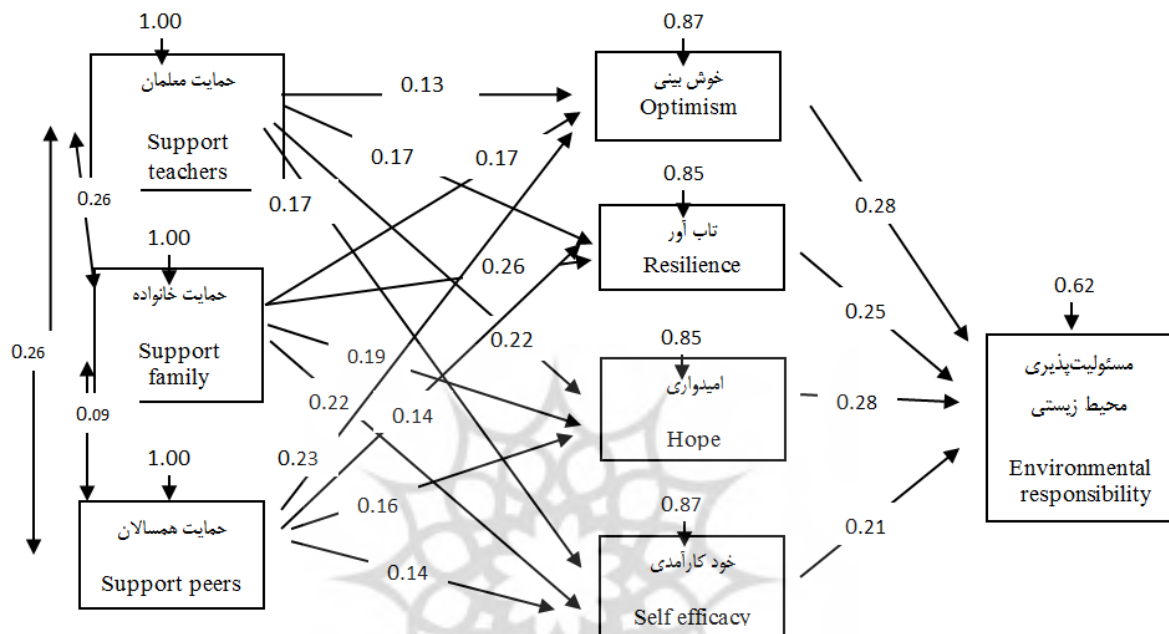 1.00
حمایت معلمان
Support
teachers
0.87
خوش بینی
Optimism
0.13
0.17
0.17
0.17
0.26
0.85
تاب آور
Resilience
0.28
1.00
حمایت خانواده
Support
family
0.26
0.22
0.25
0.62
مسئولیت‌پذیری
محیط زیستی
Environmental
responsibility
0.26
0.09
0.19
0.22
0.14
0.85
امیدواری
Hope
0.28
1.00
حمایت همسالان
Support peers
0.23
0.16
0.14
0.87
خود کارآمدی
Self efficacy
0.21